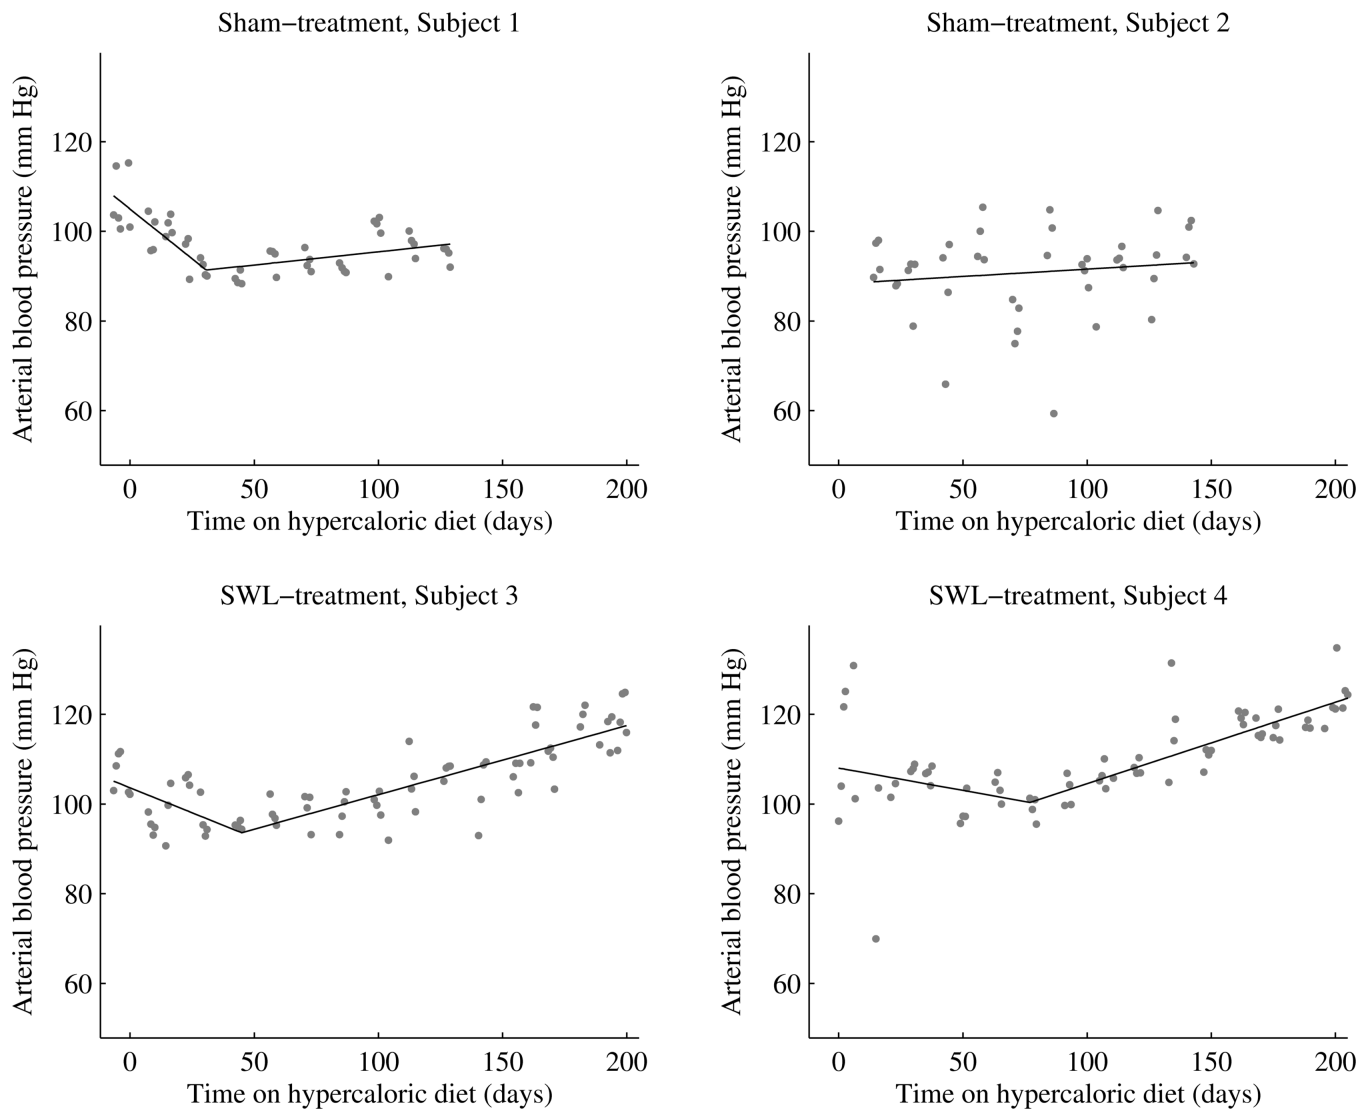 Sham−treatment, Subject 1
Arterial blood pressure (mm Hg)
120
100
80
60
0 50 100 150 200
Time on hypercaloric diet (days)
Sham−treatment, Subject 2
Arterial blood pressure (mm Hg)
120
100
80
60
0 50 100 150 200
Time on hypercaloric diet (days)
SWL−treatment, Subject 3
Arterial blood pressure (mm Hg)
120
100
80
60
0 50 100 150 200
Time on hypercaloric diet (days)
SWL−treatment, Subject 4
Arterial blood pressure (mm Hg)
120
100
80
60
0 50 100 150 200
Time on hypercaloric diet (days)